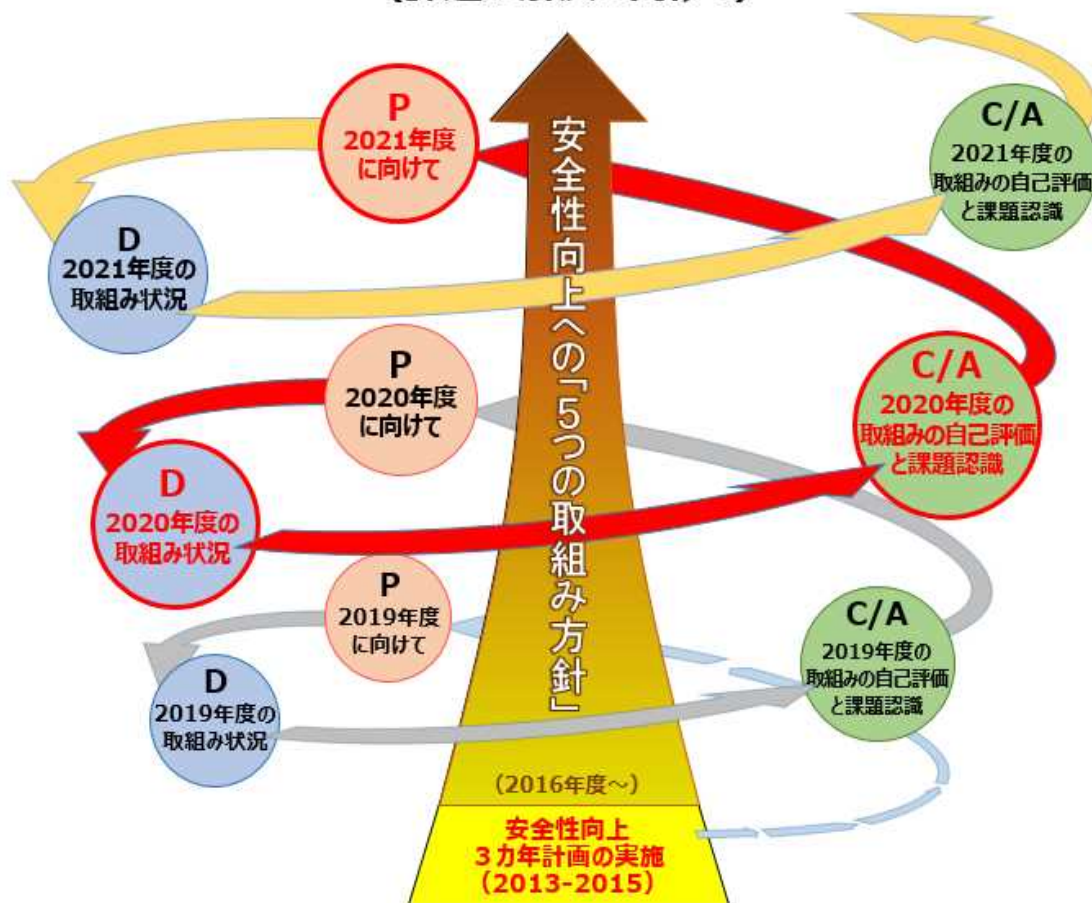 P
2021年度
に向けて
C/A
2021年度の
取組みの自己評価
と課題認識
D
2021年度の
取組み状況
安全性向上への「5つの取組み方針」
P
2020年度
に向けて
C/A
2020年度の
取組みの自己評価
と課題認識
D
2020年度の
取組み状況
P
2019年度
に向けて
C/A
2019年度の
取組みの自己評価
と課題認識
D
2019年度の
取組み状況
（2016年度～）
安全性向上
３カ年計画の実施
（2013-2015）